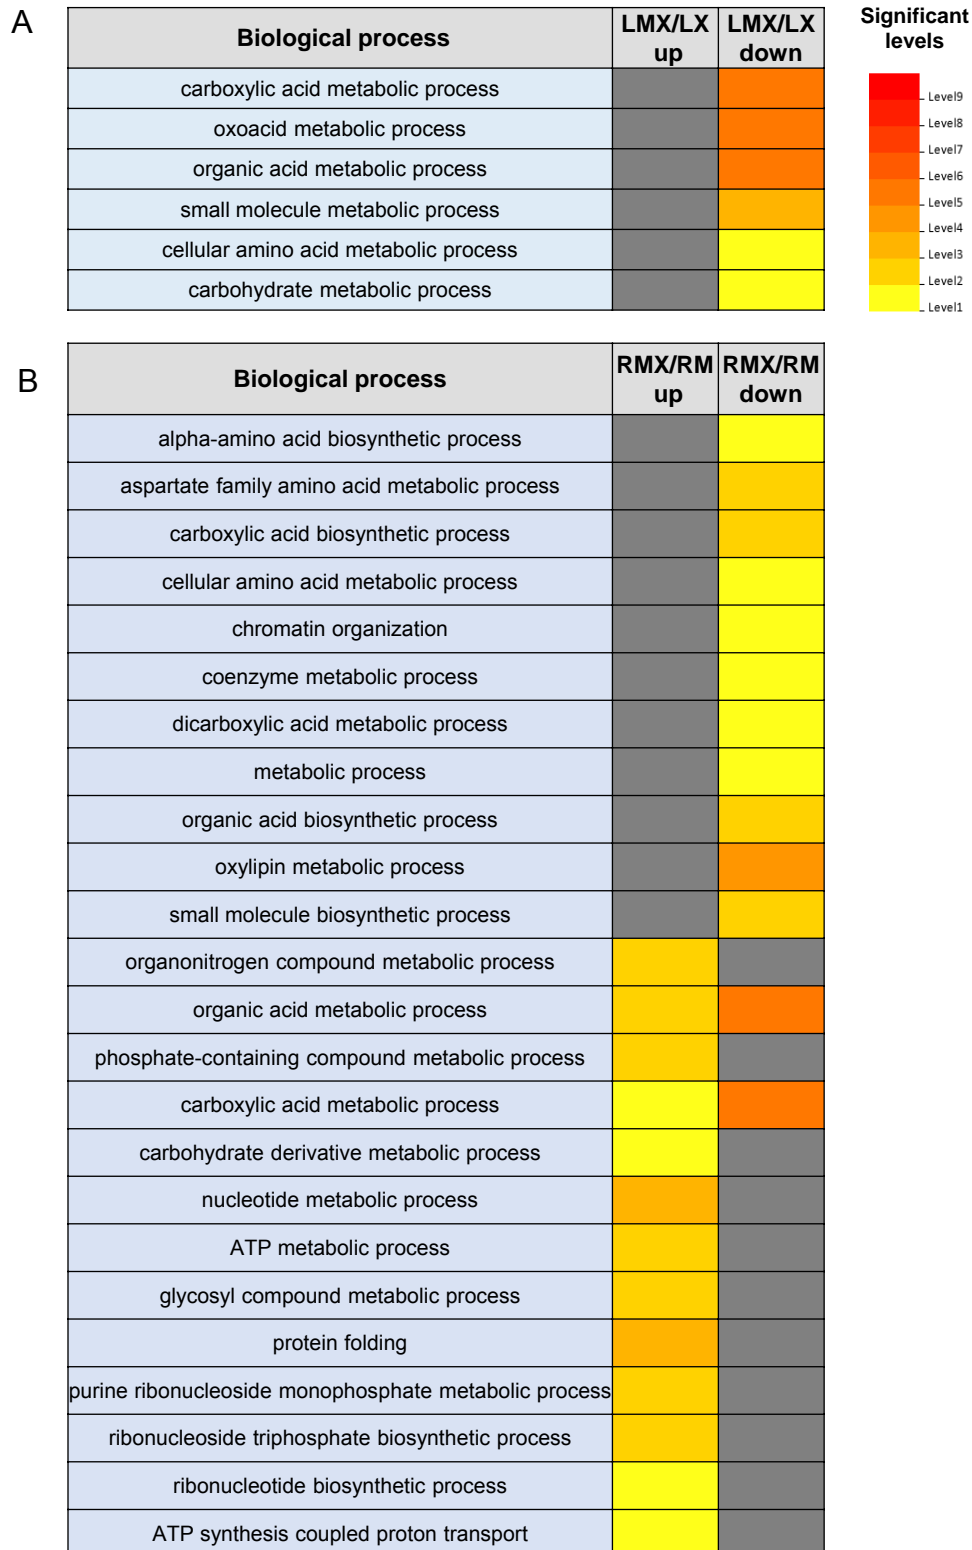 A
Biological process
LMX/LX up
LMX/LX down
carboxylic acid metabolic process
oxoacid metabolic process
organic acid metabolic process
small molecule metabolic process
cellular amino acid metabolic process
carbohydrate metabolic process
Significant
levels
Level9
Level8
Level7
Level6
Level5
Level4
Level3
Level2
Level1
B
Biological process
RMX/RM up
RMX/RM down
alpha-amino acid biosynthetic process
aspartate family amino acid metabolic process
carboxylic acid biosynthetic process
cellular amino acid metabolic process
chromatin organization
coenzyme metabolic process
dicarboxylic acid metabolic process
metabolic process
organic acid biosynthetic process
oxylipin metabolic process
small molecule biosynthetic process
organonitrogen compound metabolic process
organic acid metabolic process
phosphate-containing compound metabolic process
carboxylic acid metabolic process
carbohydrate derivative metabolic process
nucleotide metabolic process
ATP metabolic process
glycosyl compound metabolic process
protein folding
purine ribonucleoside monophosphate metabolic process
ribonucleoside triphosphate biosynthetic process
ribonucleotide biosynthetic process
ATP synthesis coupled proton transport